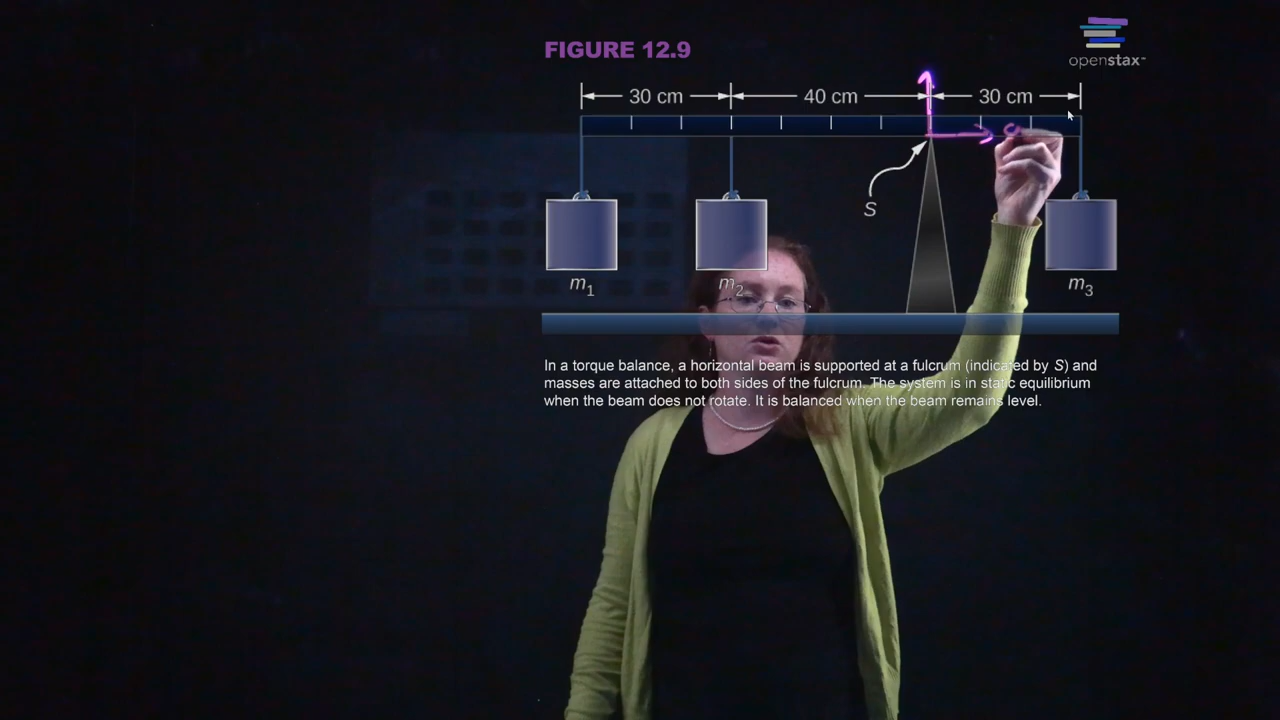 FIGURE 12.9
openstax™
30 cm 40 cm 30 cm
S
m1 m2 m3
In a torque balance, a horizontal beam is supported at a fulcrum (indicated by S) and
masses are attached to both sides of the fulcrum. The system is in static equilibrium
when the beam does not rotate. It is balanced when the beam remains level.